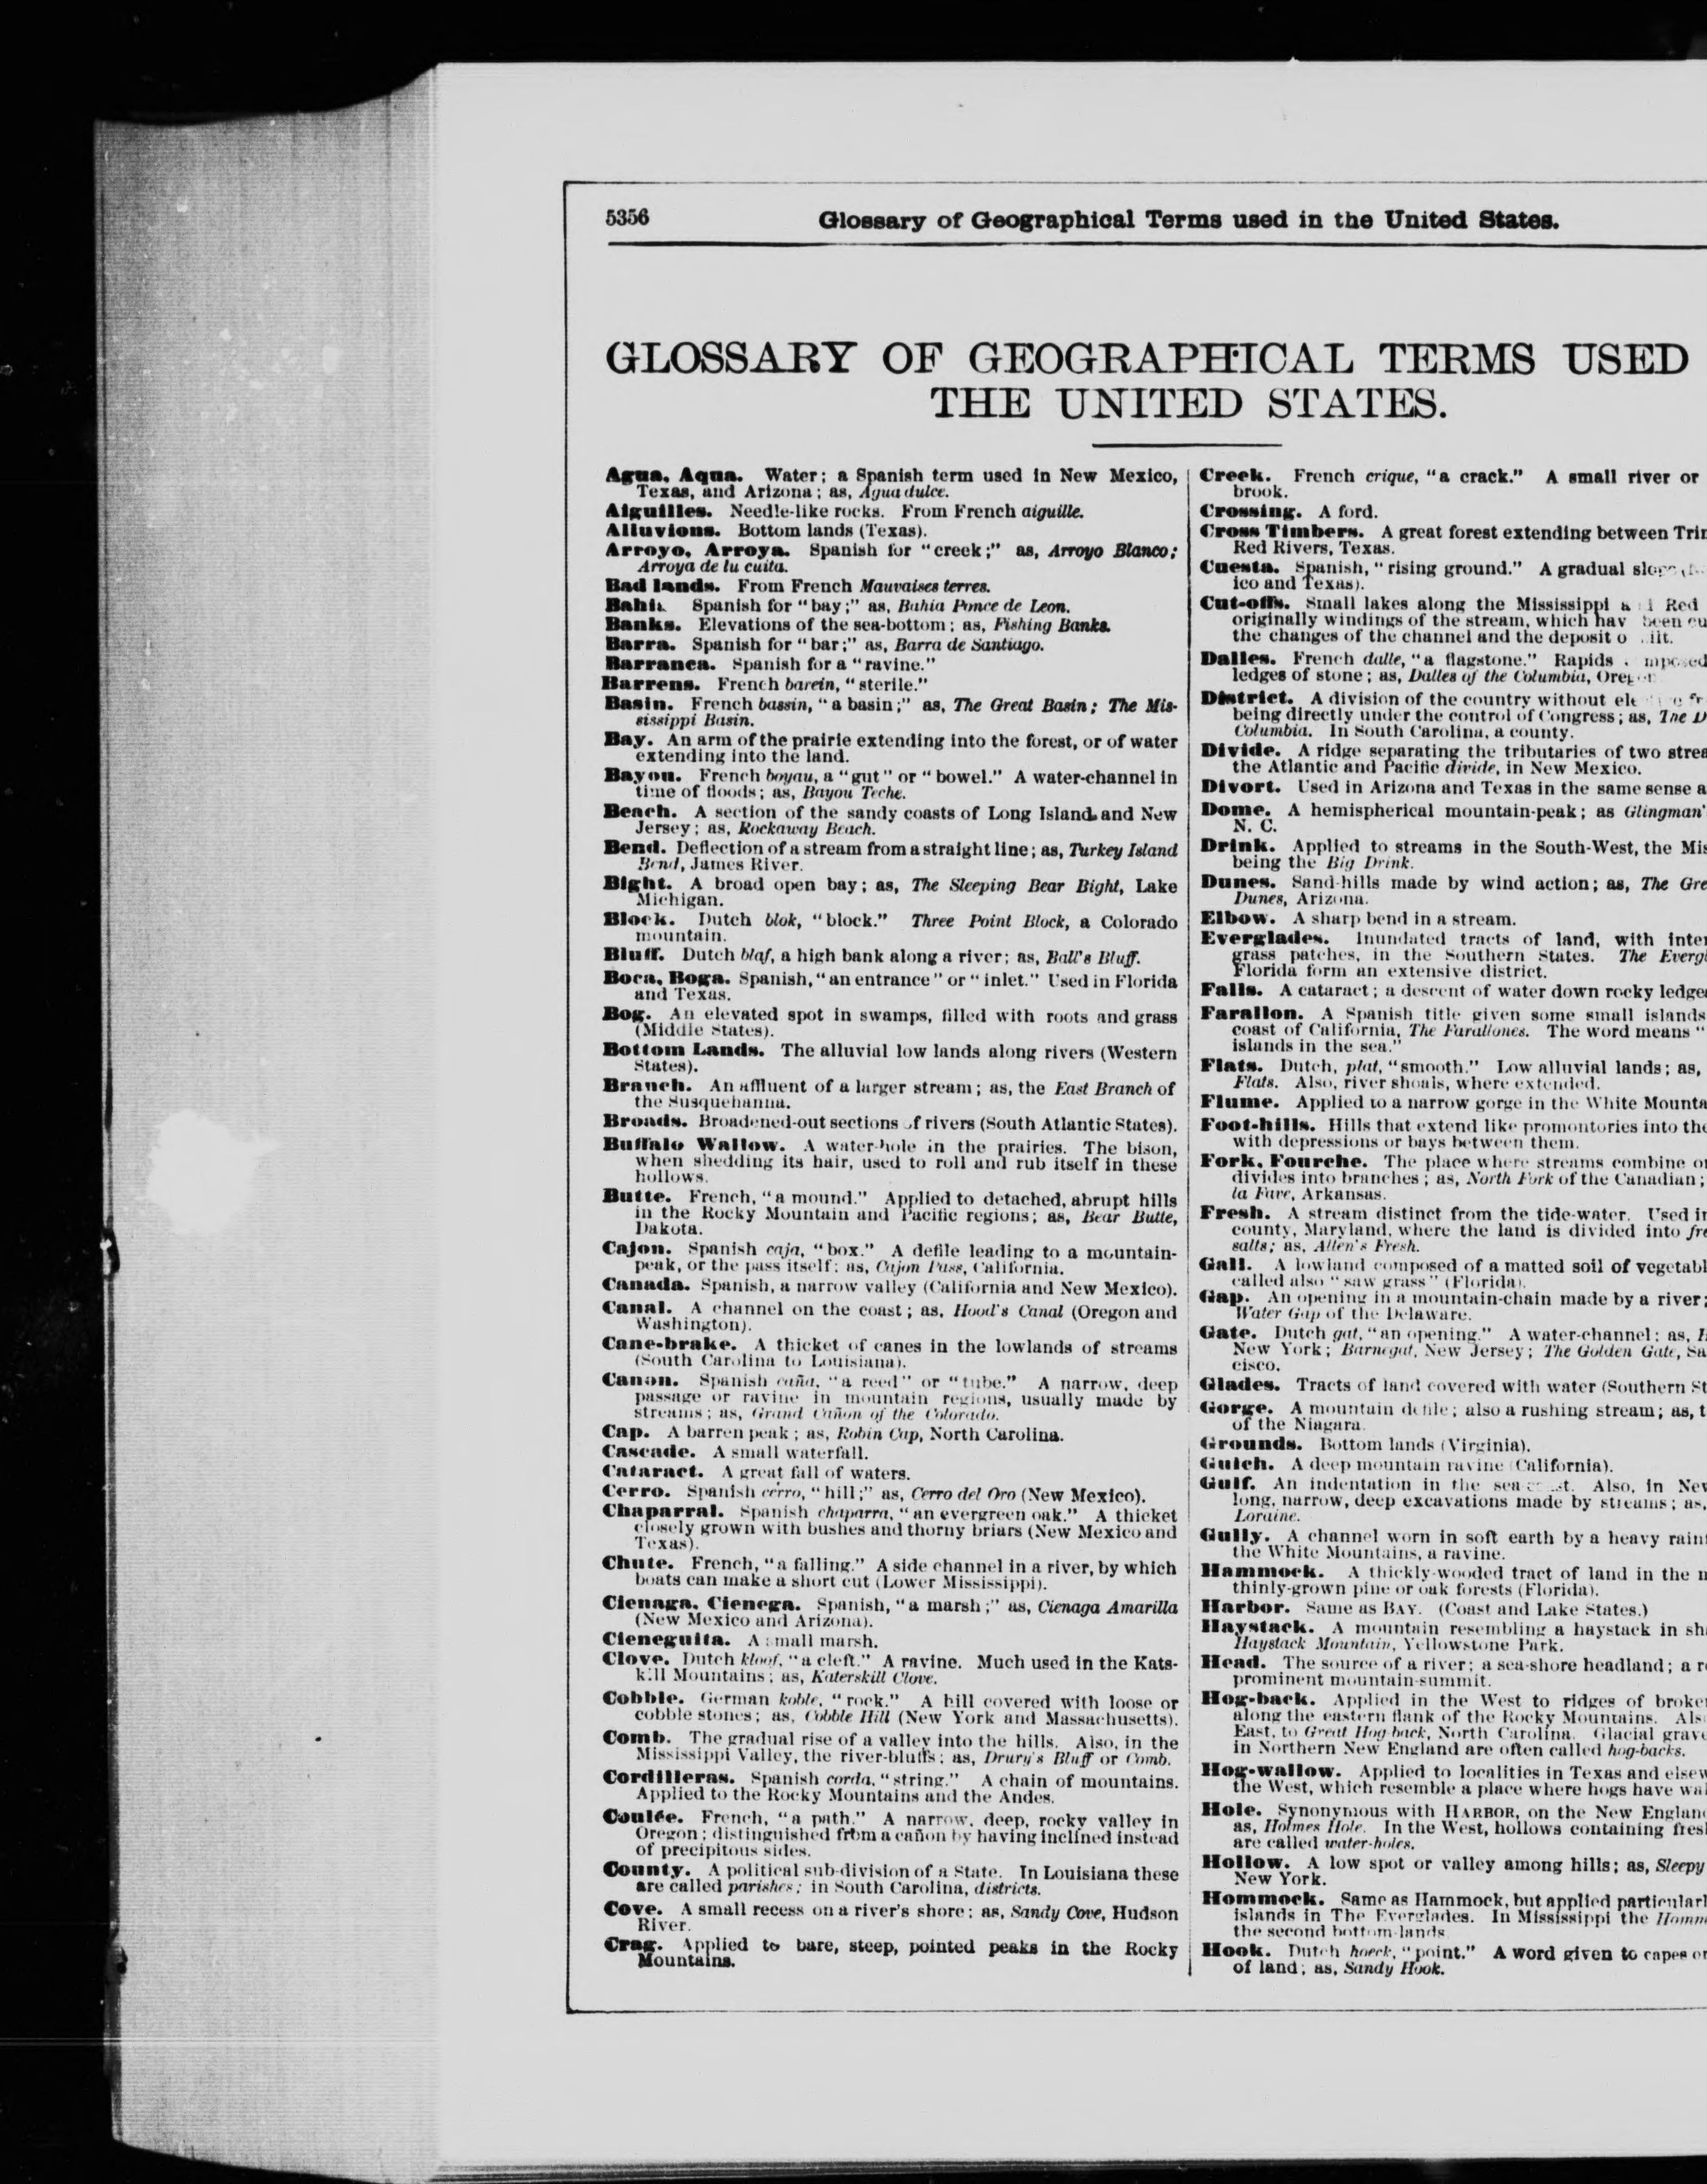 5356
Glossary of Geographical Terms used in the United States.
GLOSSARY OF GEOGRAPHICAL TERMS USED
THE UNITED STATES.
Agua, Aqua. Water; a Spanish term used in New Mexico,
Texas, and Arizona; as, Agua dulce.
Aiguilles. Needle-like rocks. From French aiguille.
Alluvions. Bottom lands (Texas).
Arroyo, Arroya. Spanish for "creek;" as, Arroyo Blanco;
Arroya de lu cuita.
Bad lands. From French Mauvaises terres.
Spanish for "bay;" as, Bahia Ponce de Leon.
Banks. Elevations of the sea-bottom; as, Fishing Banks.
Barra. Spanish for "bar;" as, Barra de Santiago.
Barranca. Spanish for a "ravine."
Barrens. French barein, "sterile."
Basin. French bassin, "a basin;" as, The Great Basin; The Mis-
sissippi Basin.
Bay. An arm of the prairie extending into the forest, or of water
extending into the land.
Bayou. French boyau, a "gut" or "bowel." A water-channel in
time of floods; as, Bayou Teche.
Beach. A section of the sandy coasts of Long Island and New
Jersey; as, Rockaway Beach.
Bend. Deflection of a stream from a straight line; as, Turkey Island
Bend, James River.
Bight. A broad open bay; as, The Sleeping Bear Bight, Lake
Michigan.
Block. Dutch blok, "block." Three Point Block, a Colorado
mountain.
Bluff. Dutch blaf, a high bank along a river; as, Ball's Bluff.
Boca, Boga. Spanish, "an entrance" or "inlet." Used in Florida
and Texas.
Bog. An elevated spot in swamps, filled with roots and grass
(Middle States).
Bottom Lands. The alluvial low lands along rivers (Western
States).
Branch. An affluent of a larger stream; as, the East Branch of
the Susquehanna.
Broads. Broadened-out sections of rivers (South Atlantic States).
Buffalo Wallow. A water-hole in the prairies. The bison,
when shedding its hair, used to roll and rub itself in these
hollows.
Butte. French, "a mound." Applied to detached, abrupt hills
in the Rocky Mountain and Pacific regions; as, Bear Butte,
Dakota.
Cajon. Spanish caja, "box." A defile leading to a mountain-
peak, or the pass itself; as, Cajon Pass, California.
Canada. Spanish, a narrow valley (California and New Mexico).
Canal. A channel on the coast; as, Hood's Canal (Oregon and
Washington).
Cane-brake. A thicket of canes in the lowlands of streams
(South Carolina to Louisiana).
Canon. Spanish caña, "a reed" or "tube." A narrow, deep
passage or ravine in mountain regions, usually made by
streams; as, Grand Cañon of the Colorado.
Cap. A barren peak; as, Robin Cap, North Carolina.
Cascade. A small waterfall.
Cataract. A great fall of waters.
Cerro. Spanish cerro, "hill;" as, Cerro del Oro (New Mexico).
Chaparral. Spanish chaparra, "an evergreen oak." A thicket
closely grown with bushes and thorny briars (New Mexico and
Texas).
Chute. French, "a falling." A side channel in a river, by which
boats can make a short cut (Lower Mississippi).
Cienaga, Cienega. Spanish, "a marsh;" as, Cienaga Amarilla
(New Mexico and Arizona).
Cieneguita. A small marsh.
Clove. Dutch kloof, "a cleft." A ravine. Much used in the Kats-
kill Mountains; as, Katerskill Clove.
Cobble. German koble, "rock." A hill covered with loose or
cobble stones; as, Cobble Hill (New York and Massachusetts).
Comb. The gradual rise of a valley into the hills. Also, in the
Mississippi Valley, the river-bluffs; as, Drury's Bluff or Comb.
Cordilleras. Spanish corda, "string." A chain of mountains.
Applied to the Rocky Mountains and the Andes.
Coulée. French, "a path." A narrow, deep, rocky valley in
Oregon; distinguished from a cañon by having inclined instead
of precipitous sides.
County. A political sub-division of a State. In Louisiana these
are called parishes; in South Carolina, districts.
Cove. A small recess on a river's shore; as, Sandy Cove, Hudson
River.
Crag. Applied to bare, steep, pointed peaks in the Rocky
Mountains.
Creek. French crique, "a crack." A small river or
brook.
Crossing. A ford.
Cross Timbers. A great forest extending between
Red Rivers, Texas.
Cuesta. Spanish, "rising ground." A gradual
ico and Texas).
Cut-offs. Small lakes along the Mississippi Red
originally windings of the stream, which been
the changes of the channel and the deposit
Dalles. French dalle, "a flagstone." Rapids
ledges of stone; as, Dalles of the Columbia,
District. A division of the country without
being directly under the control of Congress; as, The D
Columbia. In South Carolina, a county.
Divide. A ridge separating the tributaries of two strea
the Atlantic and Pacific divide, in New Mexico.
Divort. Used in Arizona and Texas in the same sense a
Dome. A hemispherical mountain-peak; as Glingman'
N. C.
Drink. Applied to streams in the South-West, the Mis
being the Big Drink.
Dunes. Sand-hills made by wind action; as, The Gre
Dunes, Arizona.
Elbow. A sharp bend in a stream.
Everglades. Inundated tracts of land, with inter
grass patches, in the Southern States. The Evergl
Florida form an extensive district.
Falls. A cataract; a descent of water down rocky ledge
Farallon. A Spanish title given some small islands
coast of California, The Farallones. The word means "
islands in the sea."
Flats. Dutch, plat, "smooth." Low alluvial lands; as,
Flats. Also, river shoals, where extended.
Flume. Applied to a narrow gorge in the White Mounta
Foot-hills. Hills that extend like promontories into the
with depressions or bays between them.
Fork, Fourche. The place where streams combine or
divides into branches; as, North Fork of the Canadian;
la Fave, Arkansas.
Fresh. A stream distinct from the tide-water. Used in
county, Maryland, where the land is divided into fre
salts; as, Allen's Fresh.
Gall. A lowland composed of a matted soil of vegetabl
called also "saw grass" (Florida).
Gap. An opening in a mountain-chain made by a river;
Water Gap of the Delaware.
Gate. Dutch gat, "an opening." A water-channel; as, H
New York; Barnegat, New Jersey; The Golden Gate, Sa
cisco.
Glades. Tracts of land covered with water (Southern St
Gorge. A mountain defile; also a rushing stream; as, t
of the Niagara.
Grounds. Bottom lands (Virginia).
Gulch. A deep mountain ravine (California).
Gulf. An indentation in the Also, in New
long, narrow, deep excavations made by streams; as,
Loraine.
Gully. A channel worn in soft earth by a heavy rain
the White Mountains, a ravine.
Hammock. A thickly-wooded tract of land in the
thinly-grown pine or oak forests (Florida).
Harbor. Same as BAY. (Coast and Lake States.)
Haystack. A mountain resembling a haystack in sh
Haystack Mountain, Yellowstone Park.
Head. The source of a river; a sea-shore headland; a r
prominent mountain-summit.
Hog-back. Applied in the West to ridges of broke
along the eastern flank of the Rocky Mountains. Als
East, to Great Hog back, North Carolina. Glacial grave
in Northern New England are often called hog-backs.
Hog-wallow. Applied to localities in Texas and elsew
the West, which resemble a place where hogs have wal
Hole. Synonymous with HARBOR, on the New England
as, Holmes Hole. In the West, hollows containing fres
are called water-holes.
Hollow. A low spot or valley among hills; as, Sleepy
New York.
Hommock. Same as Hammock, but applied particularl
islands in The Everglades. In Mississippi the Homm
the second bottom-lands
Hook. Dutch hoeck, "point." A word given to capes or
of land; as, Sandy Hook.